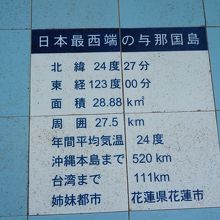 日本最西端の与那国島
北緯 24度27分
東経 123度00分
面積 28.88 k㎡
周囲 27.5 km
年間平均気温 24度
沖縄本島まで 520 km
台湾まで 111km
姉妹都市 花蓮県花蓮市